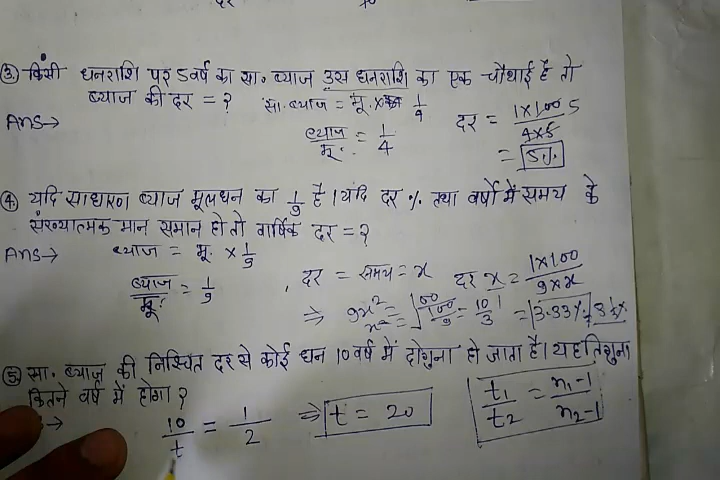 ③ किसी धनराशि पर 5 वर्ष का सा. ब्याज उस धनराशि का एक चौथाई है तो
ब्याज की दर = ? सा. ब्याज = मू. × 1/4
Ans→ ब्याज/मू. = 1/4 दर = 1×100/4×5
= 5%
④ यदि साधारण ब्याज मूलधन का 1/9 है। यदि दर % तथा वर्षों में समय के
संख्यात्मक मान समान हो तो वार्षिक दर = ?
Ans→ ब्याज = मू. × 1/9
ब्याज/मू. = 1/9, दर = समय = x दर x = 1×100/9×x
⇒ 9x² = 100 = 10/3 = 3.33%
⑤ सा. ब्याज की निश्चित दर से कोई धन 10 वर्ष में दोगुना हो जाता है। यह तिगुना
कितने वर्ष में होगा ?
→ 10/t = 1/2 ⇒ t = 20 t₁/t₂ = n₁-1/n₂-1